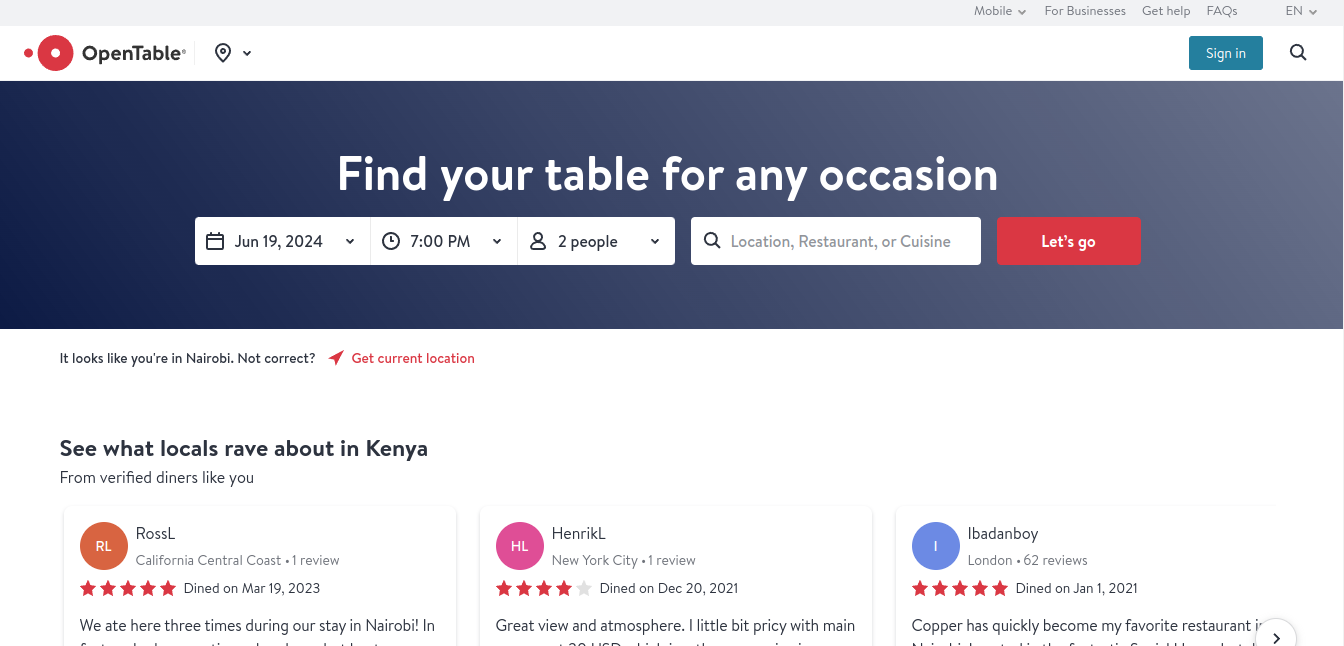 Mobile For Businesses Get help FAQs EN
OpenTable®
Sign in
Find your table for any occasion
Jun 19, 2024 7:00 PM 2 people Location, Restaurant, or Cuisine Let's go
It looks like you're in Nairobi. Not correct? Get current location
See what locals rave about in Kenya
From verified diners like you
RL
RossL
California Central Coast • 1 review
Dined on Mar 19, 2023
We ate here three times during our stay in Nairobi! In
HL
HenrikL
New York City • 1 review
Dined on Dec 20, 2021
Great view and atmosphere. I little bit pricy with main
I
Ibadanboy
London • 62 reviews
Dined on Jan 1, 2021
Copper has quickly become my favorite restaurant